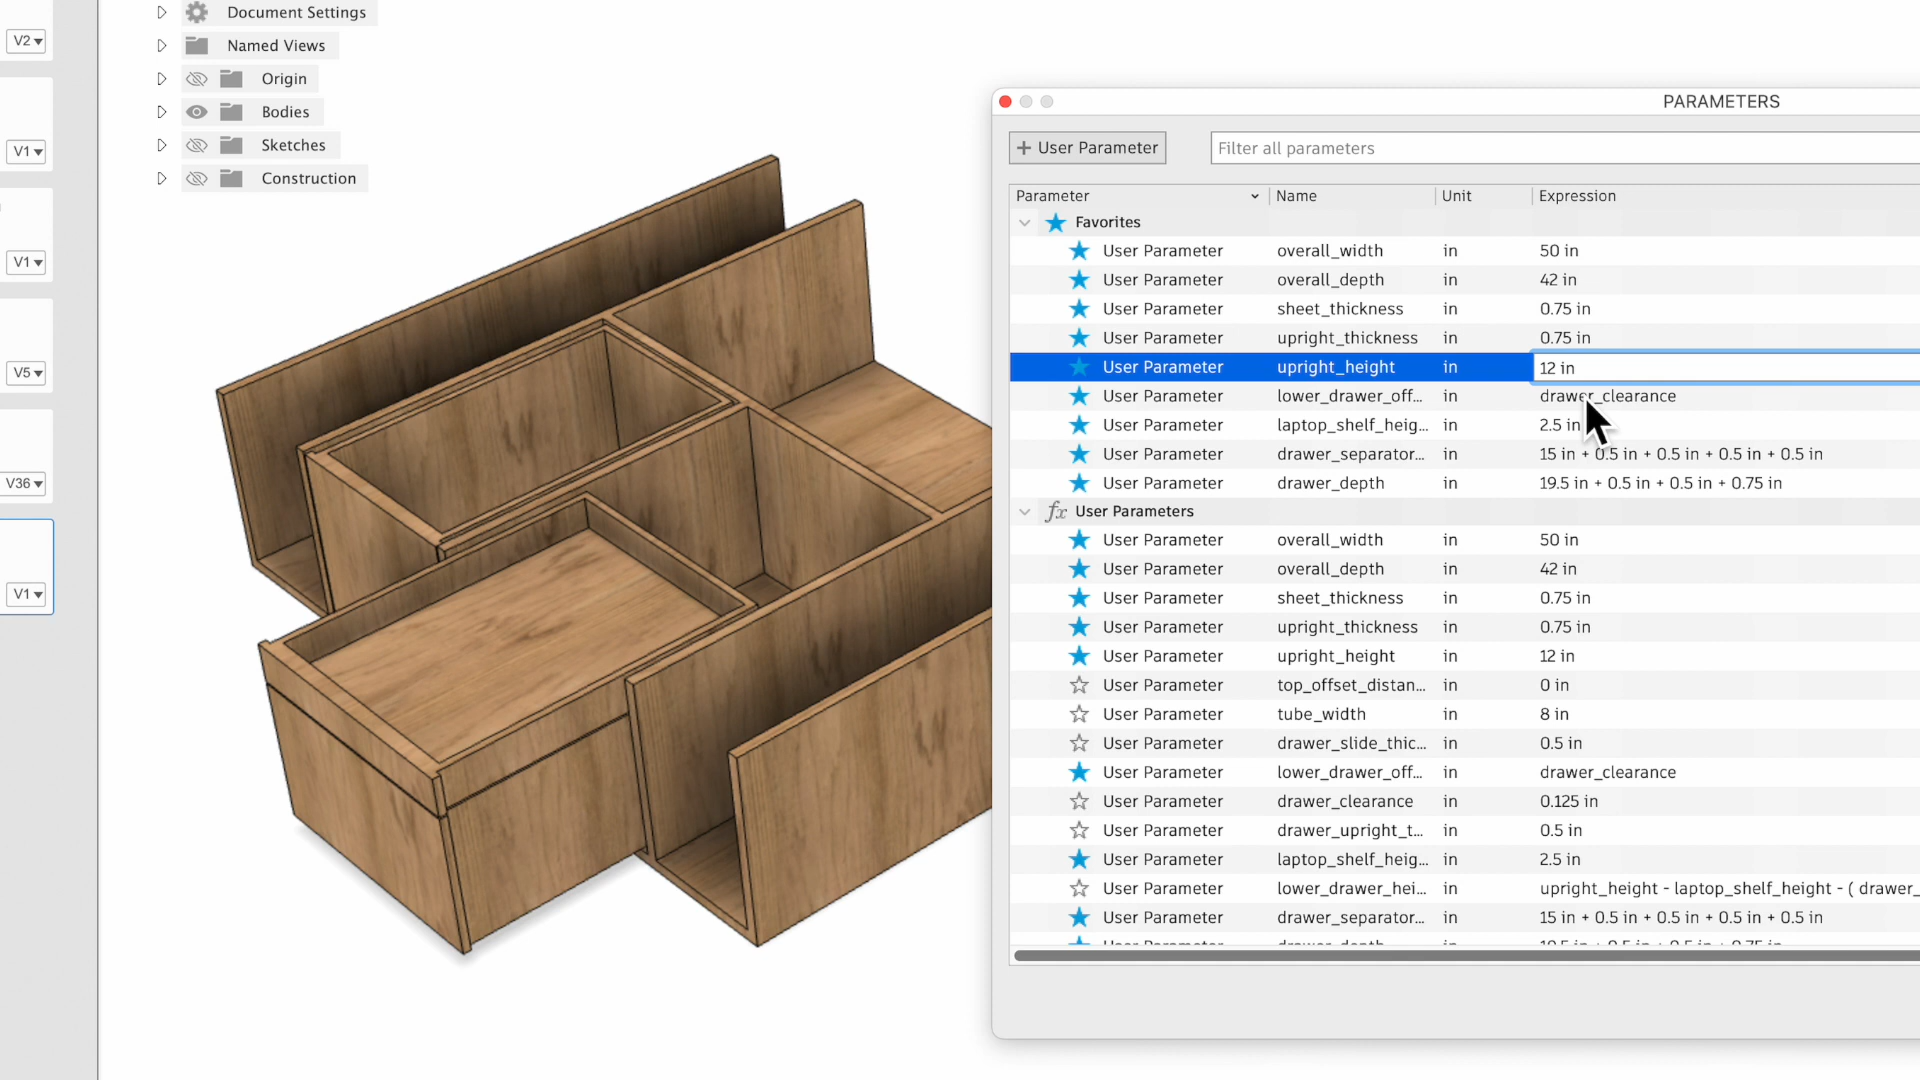 V2
V1
V1
V5
V36
V1
Document Settings
Named Views
Origin
Bodies
Sketches
Construction
PARAMETERS
+ User Parameter
Filter all parameters
Parameter Name Unit Expression
Favorites
User Parameter overall_width in 50 in
User Parameter overall_depth in 42 in
User Parameter sheet_thickness in 0.75 in
User Parameter upright_thickness in 0.75 in
User Parameter upright_height in 12 in
User Parameter lower_drawer_off... in drawer_clearance
User Parameter laptop_shelf_heig... in 2.5 in
User Parameter drawer_separator... in 15 in + 0.5 in + 0.5 in + 0.5 in + 0.5 in
User Parameter drawer_depth in 19.5 in + 0.5 in + 0.5 in + 0.75 in
fx User Parameters
User Parameter overall_width in 50 in
User Parameter overall_depth in 42 in
User Parameter sheet_thickness in 0.75 in
User Parameter upright_thickness in 0.75 in
User Parameter upright_height in 12 in
User Parameter top_offset_distan... in 0 in
User Parameter tube_width in 8 in
User Parameter drawer_slide_thic... in 0.5 in
User Parameter lower_drawer_off... in drawer_clearance
User Parameter drawer_clearance in 0.125 in
User Parameter drawer_upright_t... in 0.5 in
User Parameter laptop_shelf_heig... in 2.5 in
User Parameter lower_drawer_hei... in upright_height - laptop_shelf_height - ( drawer_
User Parameter drawer_separator... in 15 in + 0.5 in + 0.5 in + 0.5 in + 0.5 in